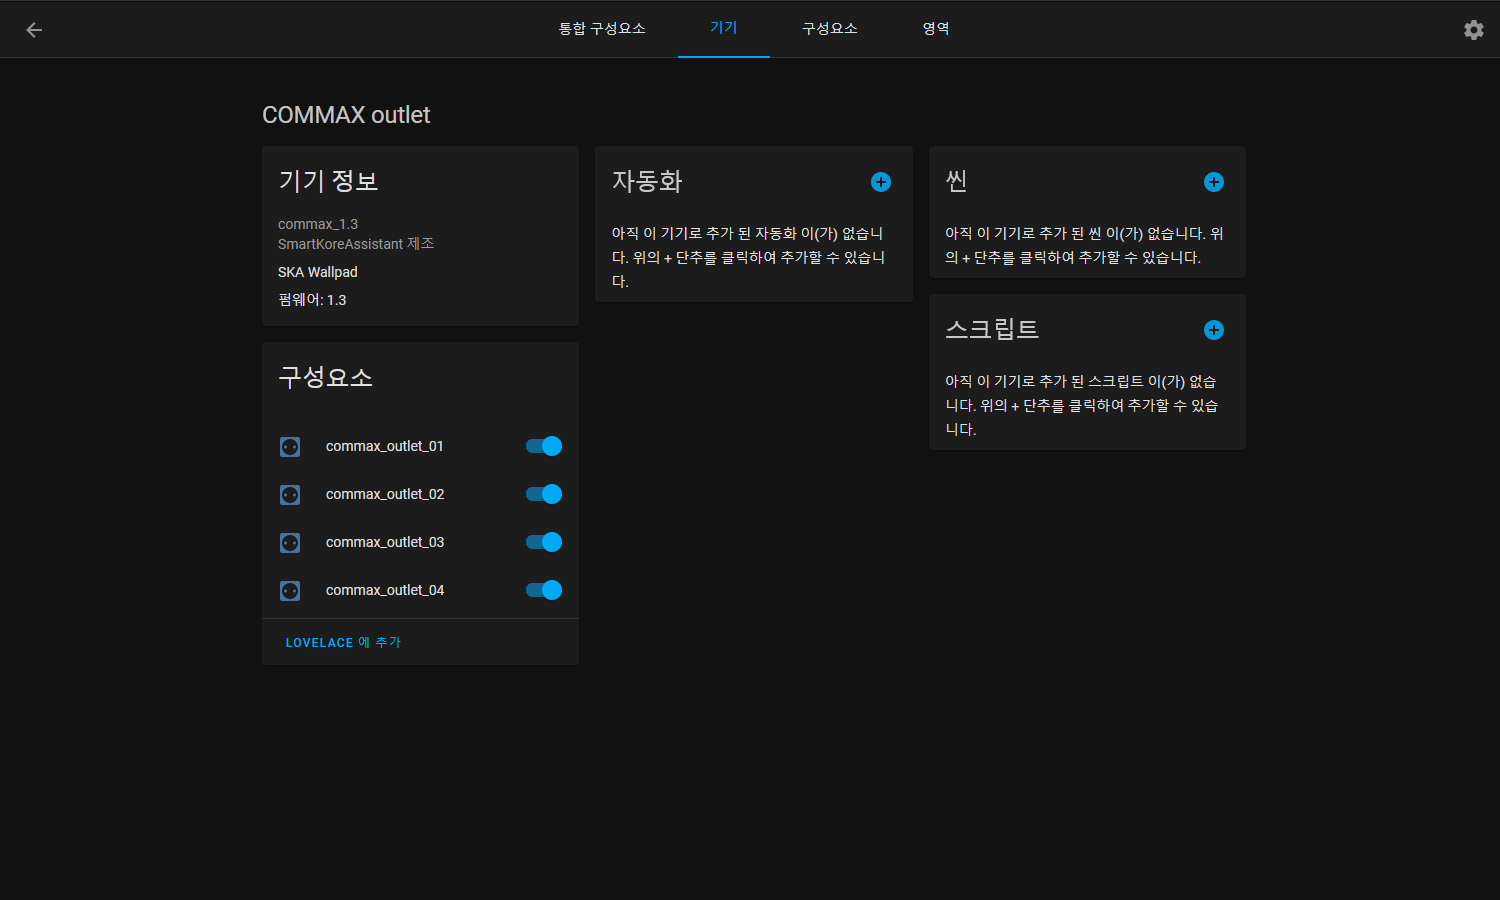 통합 구성요소
기기
구성요소
영역
COMMAX outlet
기기 정보
commax_1.3
SmartKoreAssistant 제조
SKA Wallpad
펌웨어: 1.3
구성요소
commax_outlet_01
commax_outlet_02
commax_outlet_03
commax_outlet_04
LOVELACE 에 추가
자동화
아직 이 기기로 추가 된 자동화 이(가) 없습니
다. 위의 + 단추를 클릭하여 추가할 수 있습니
다.
씬
아직 이 기기로 추가 된 씬 이(가) 없습니다. 위
의 + 단추를 클릭하여 추가할 수 있습니다.
스크립트
아직 이 기기로 추가 된 스크립트 이(가) 없습
니다. 위의 + 단추를 클릭하여 추가할 수 있습
니다.